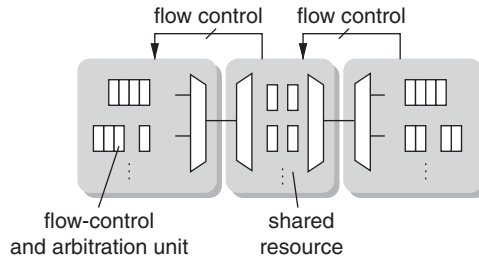 flow control
flow control
flow-control
and arbitration unit
shared
resource